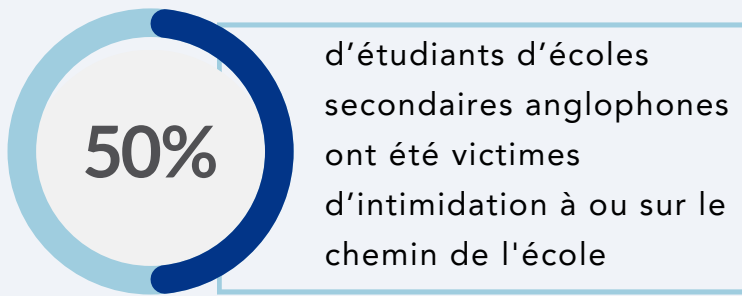 50%
d’étudiants d’écoles
secondaires anglophones
ont été victimes
d’intimidation à ou sur le
chemin de l'école